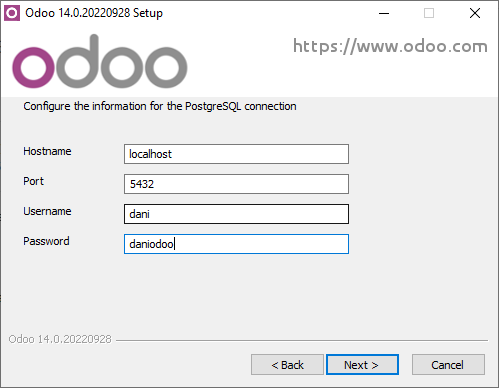 Odoo 14.0.20220928 Setup
odoo
https://www.odoo.com
Configure the information for the PostgreSQL connection
Hostname localhost
Port 5432
Username dani
Password daniodoo
Odoo 14.0.20220928
< Back Next > Cancel